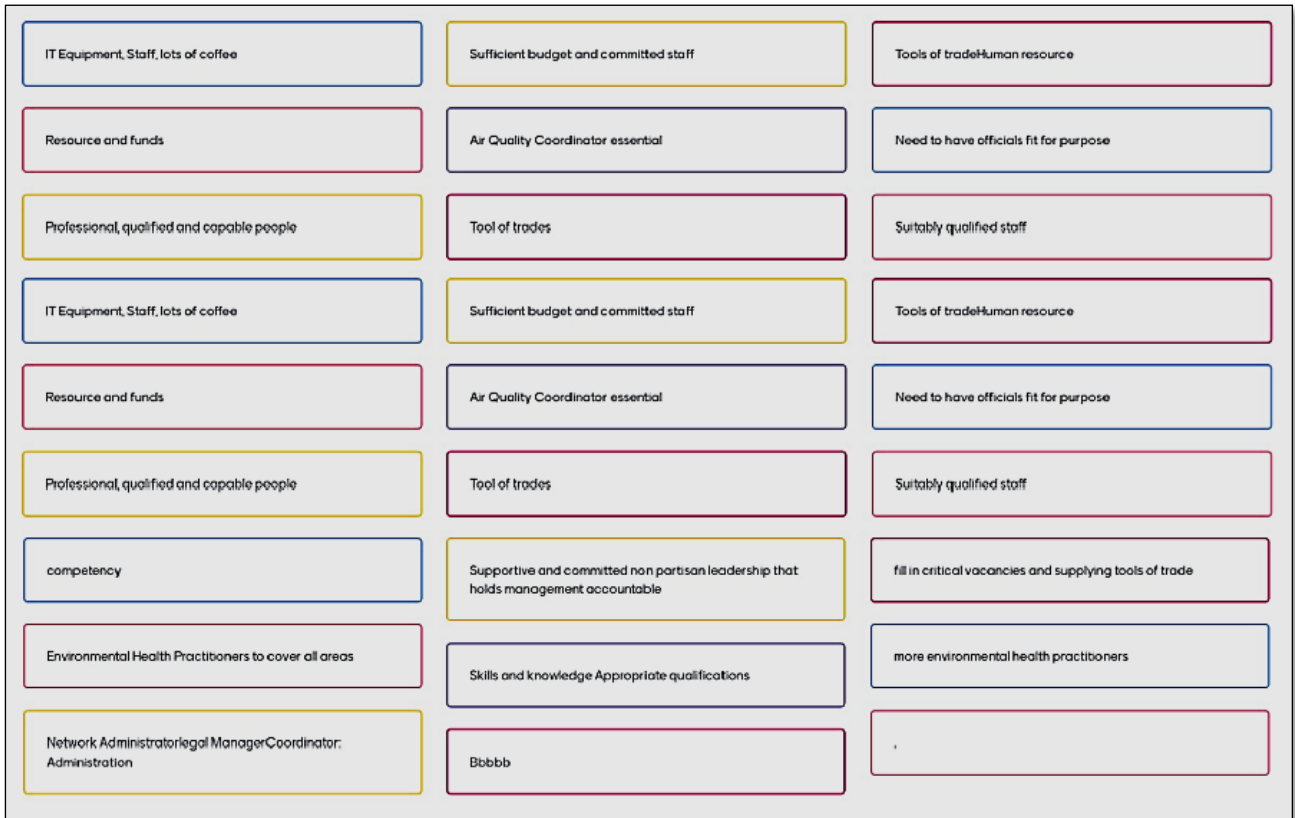 IT Equipment, Staff, lots of coffee
Sufficient budget and committed staff
Tools of tradeHuman resource
Resource and funds
Air Quality Coordinator essential
Need to have officials fit for purpose
Professional, qualified and capable people
Tool of trades
Suitably qualified staff
IT Equipment, Staff, lots of coffee
Sufficient budget and committed staff
Tools of tradeHuman resource
Resource and funds
Air Quality Coordinator essential
Need to have officials fit for purpose
Professional, qualified and capable people
Tool of trades
Suitably qualified staff
competency
Supportive and committed non partisan leadership that
holds management accountable
fill in critical vacancies and supplying tools of trade
Environmental Health Practitioners to cover all areas
Skills and knowledge Appropriate qualifications
more environmental health practitioners
Network Administratorlegal ManagerCoordinator:
Administration
Bbbbb
,